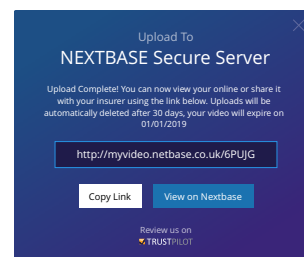 Upload To
NEXTBASE Secure Server
Upload Complete! You can now view your online or share it
with your insurer using the link below. Uploads will be
automatically deleted after 30 days, your video will expire on
01/01/2019
http://myvideo.netbase.co.uk/6PUJG
Copy Link
View on Nextbase
Review us on
TRUSTPILOT